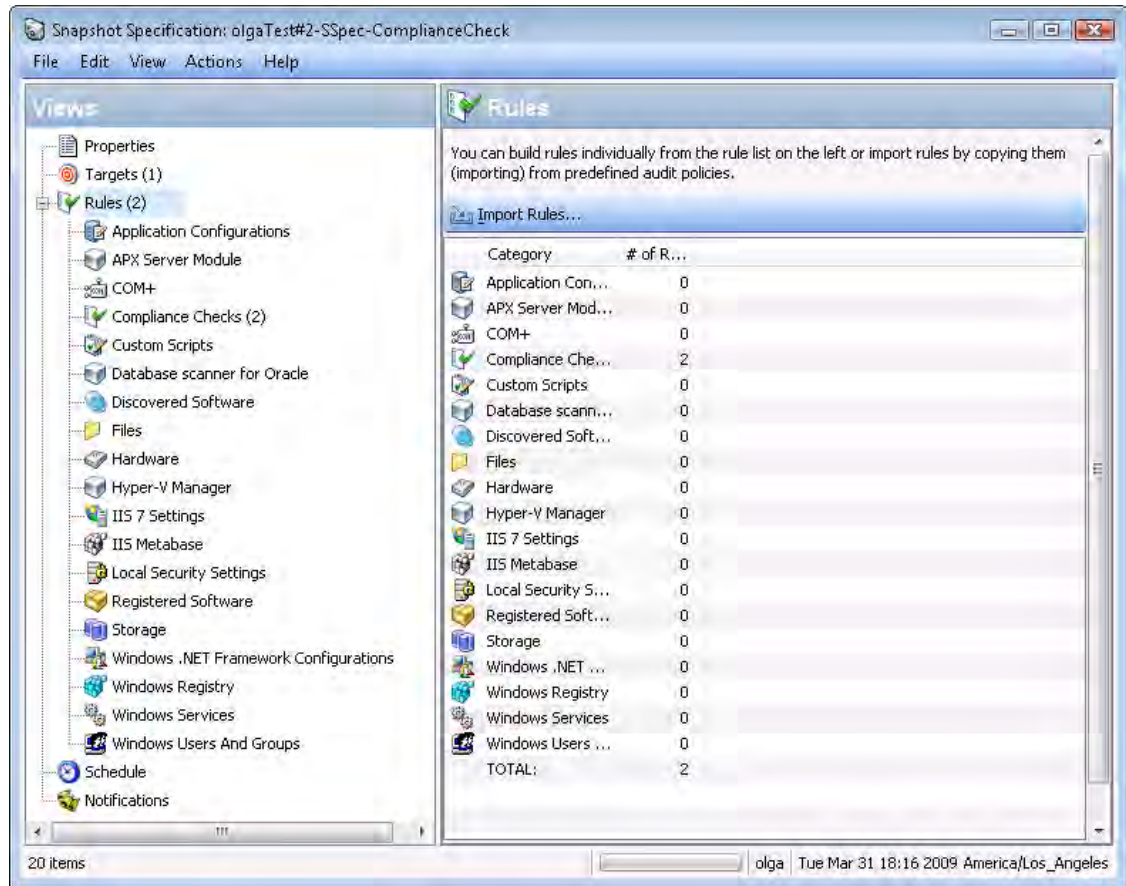 Snapshot Specification: olgaTest#2-SSpec-ComplianceCheck
File Edit View Actions Help
Views
Properties
Targets (1)
Rules (2)
Application Configurations
APX Server Module
COM+
Compliance Checks (2)
Custom Scripts
Database scanner for Oracle
Discovered Software
Files
Hardware
Hyper-V Manager
IIS 7 Settings
IIS Metabase
Local Security Settings
Registered Software
Storage
Windows .NET Framework Configurations
Windows Registry
Windows Services
Windows Users And Groups
Schedule
Notifications
Rules
You can build rules individually from the rule list on the left or import rules by copying them
(importing) from predefined audit policies.
Import Rules...
Category # of R...
Application Con... 0
APX Server Mod... 0
COM+ 0
Compliance Che... 2
Custom Scripts 0
Database scann... 0
Discovered Soft... 0
Files 0
Hardware 0
Hyper-V Manager 0
IIS 7 Settings 0
IIS Metabase 0
Local Security S... 0
Registered Soft... 0
Storage 0
Windows .NET ... 0
Windows Registry 0
Windows Services 0
Windows Users ... 0
TOTAL: 2
20 items
olga Tue Mar 31 18:16 2009 America/Los_Angeles